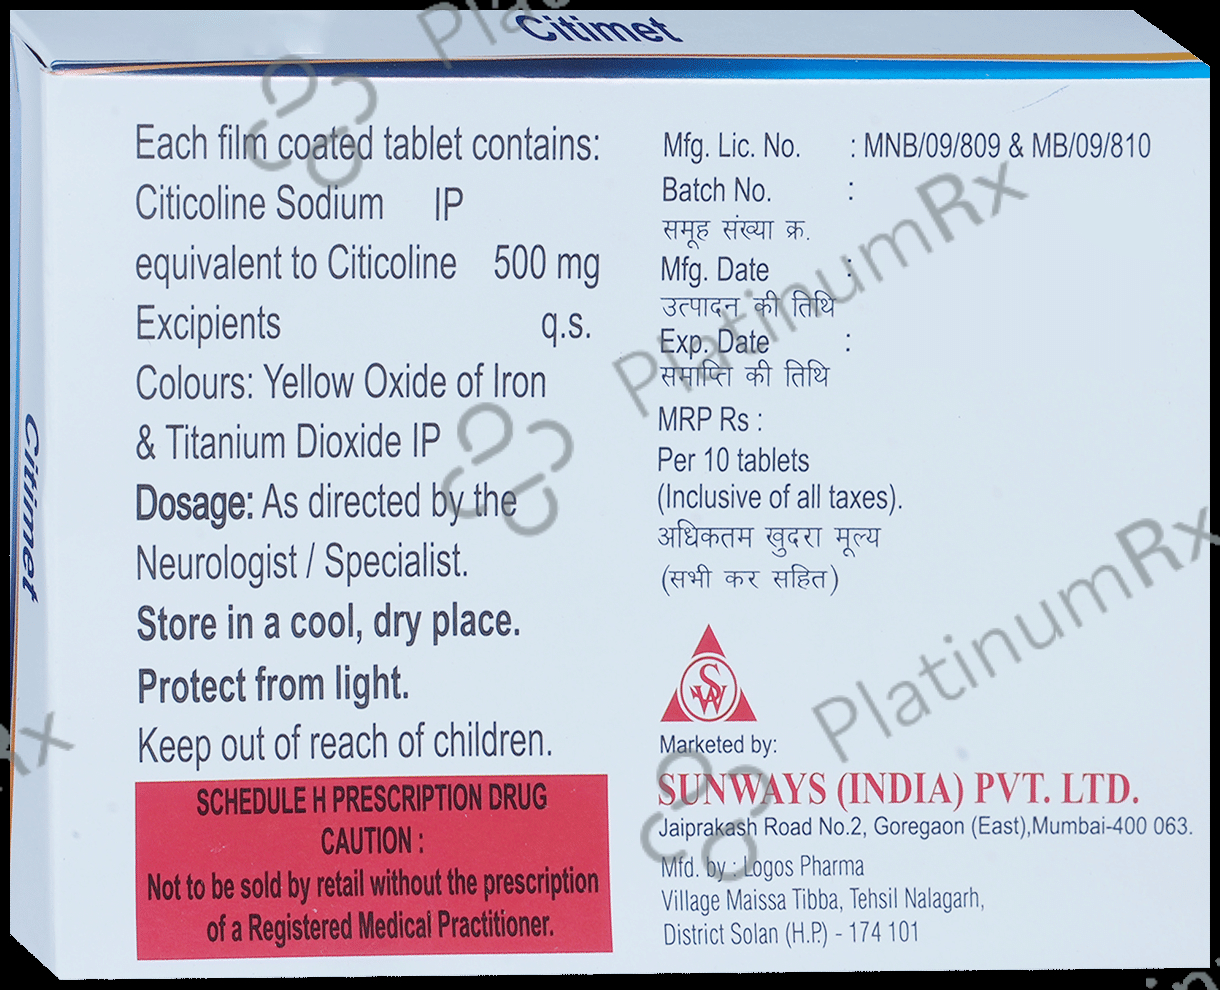 Citimet
Citimet
Each film coated tablet contains:
Citicoline Sodium IP
equivalent to Citicoline 500 mg
Excipients q.s.
Colours: Yellow Oxide of Iron
& Titanium Dioxide IP
Dosage: As directed by the
Neurologist / Specialist.
Store in a cool, dry place.
Protect from light.
Keep out of reach of children.
SCHEDULE H PRESCRIPTION DRUG
CAUTION :
Not to be sold by retail without the prescription
of a Registered Medical Practitioner.
Mfg. Lic. No. : MNB/09/809 & MB/09/810
Batch No. :
समूह संख्या क्र.
Mfg. Date :
उत्पादन की तिथि
Exp. Date :
समाप्ति की तिथि
MRP Rs :
Per 10 tablets
(Inclusive of all taxes).
अधिकतम खुदरा मूल्य
(सभी कर सहित)
SW
Marketed by:
SUNWAYS (INDIA) PVT. LTD.
Jaiprakash Road No.2, Goregaon (East),Mumbai-400 063.
Mfd. by : Logos Pharma
Village Maissa Tibba, Tehsil Nalagarh,
District Solan (H.P.) - 174 101
PlatinumRx
PlatinumRx